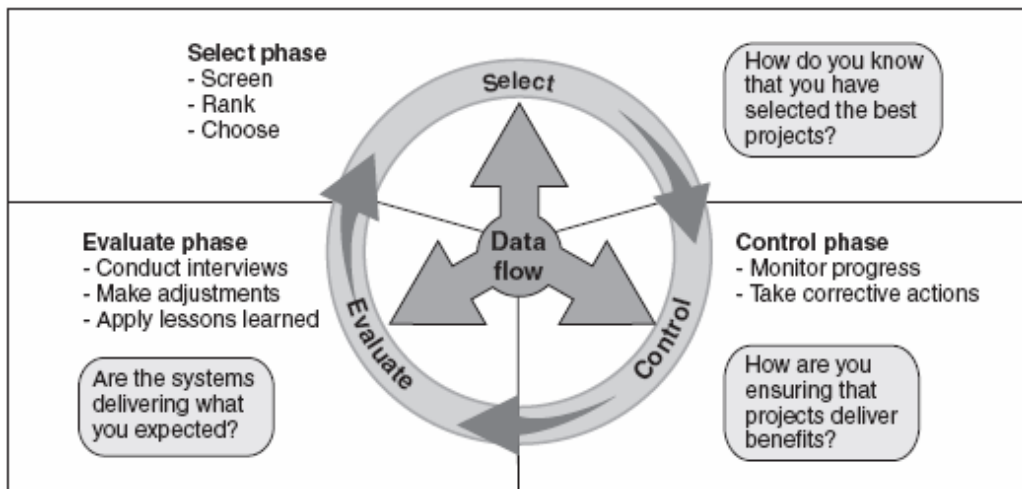 Select phase
- Screen
- Rank
- Choose
Select
How do you know
that you have
selected the best
projects?
Data
flow
Evaluate phase
- Conduct interviews
- Make adjustments
- Apply lessons learned
Evaluate
Are the systems
delivering what
you expected?
Control phase
- Monitor progress
- Take corrective actions
Control
How are you
ensuring that
projects deliver
benefits?